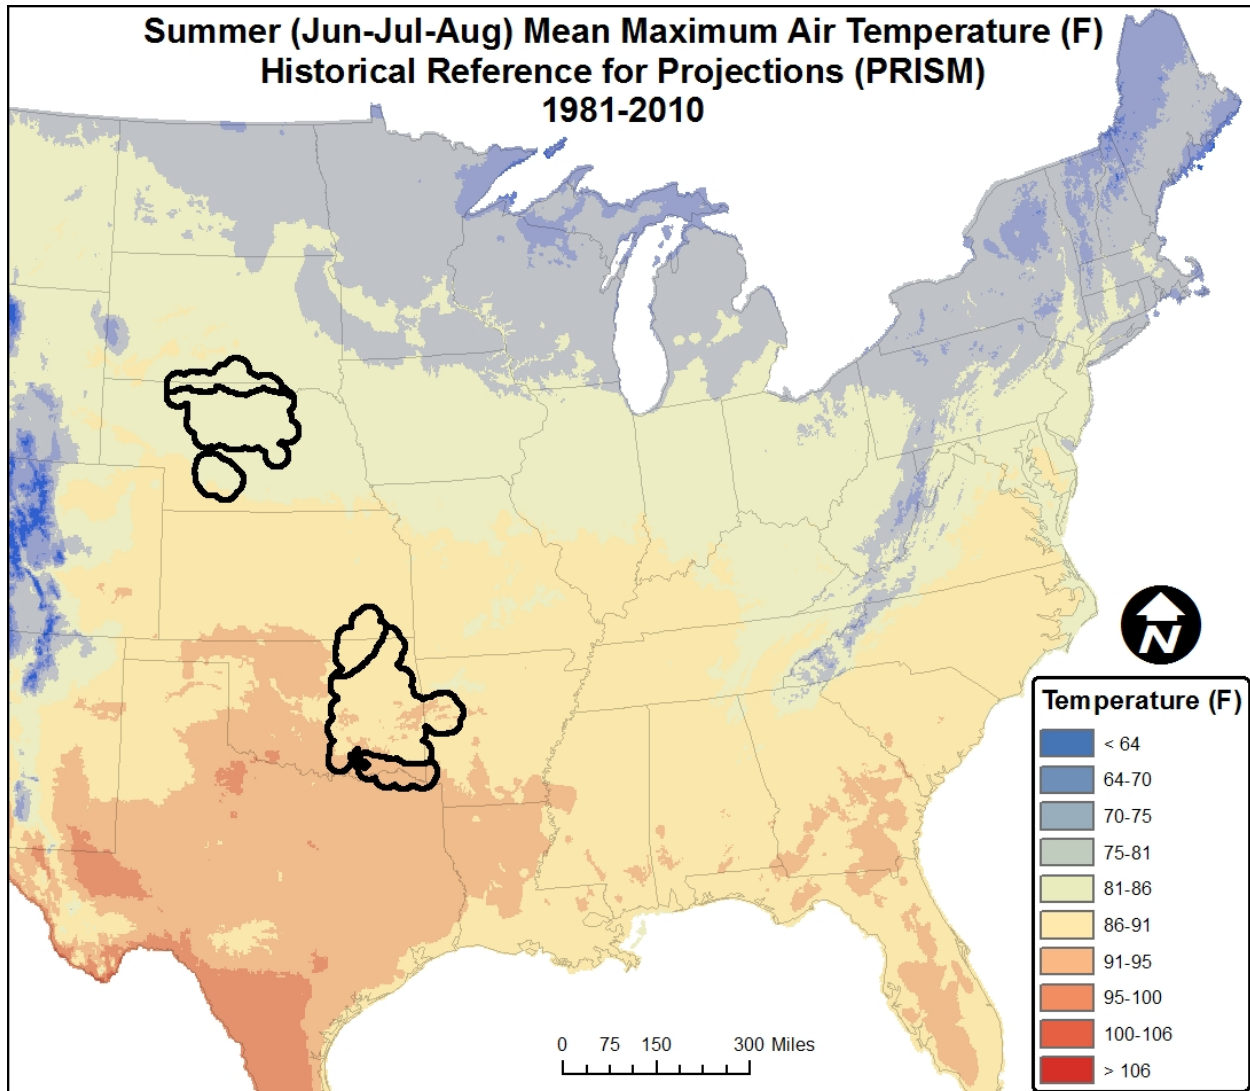 Summer (Jun-Jul-Aug) Mean Maximum Air Temperature (F)
Historical Reference for Projections (PRISM)
1981-2010
N
Temperature (F)
< 64
64-70
70-75
75-81
81-86
86-91
91-95
95-100
100-106
> 106
0 75 150 300 Miles